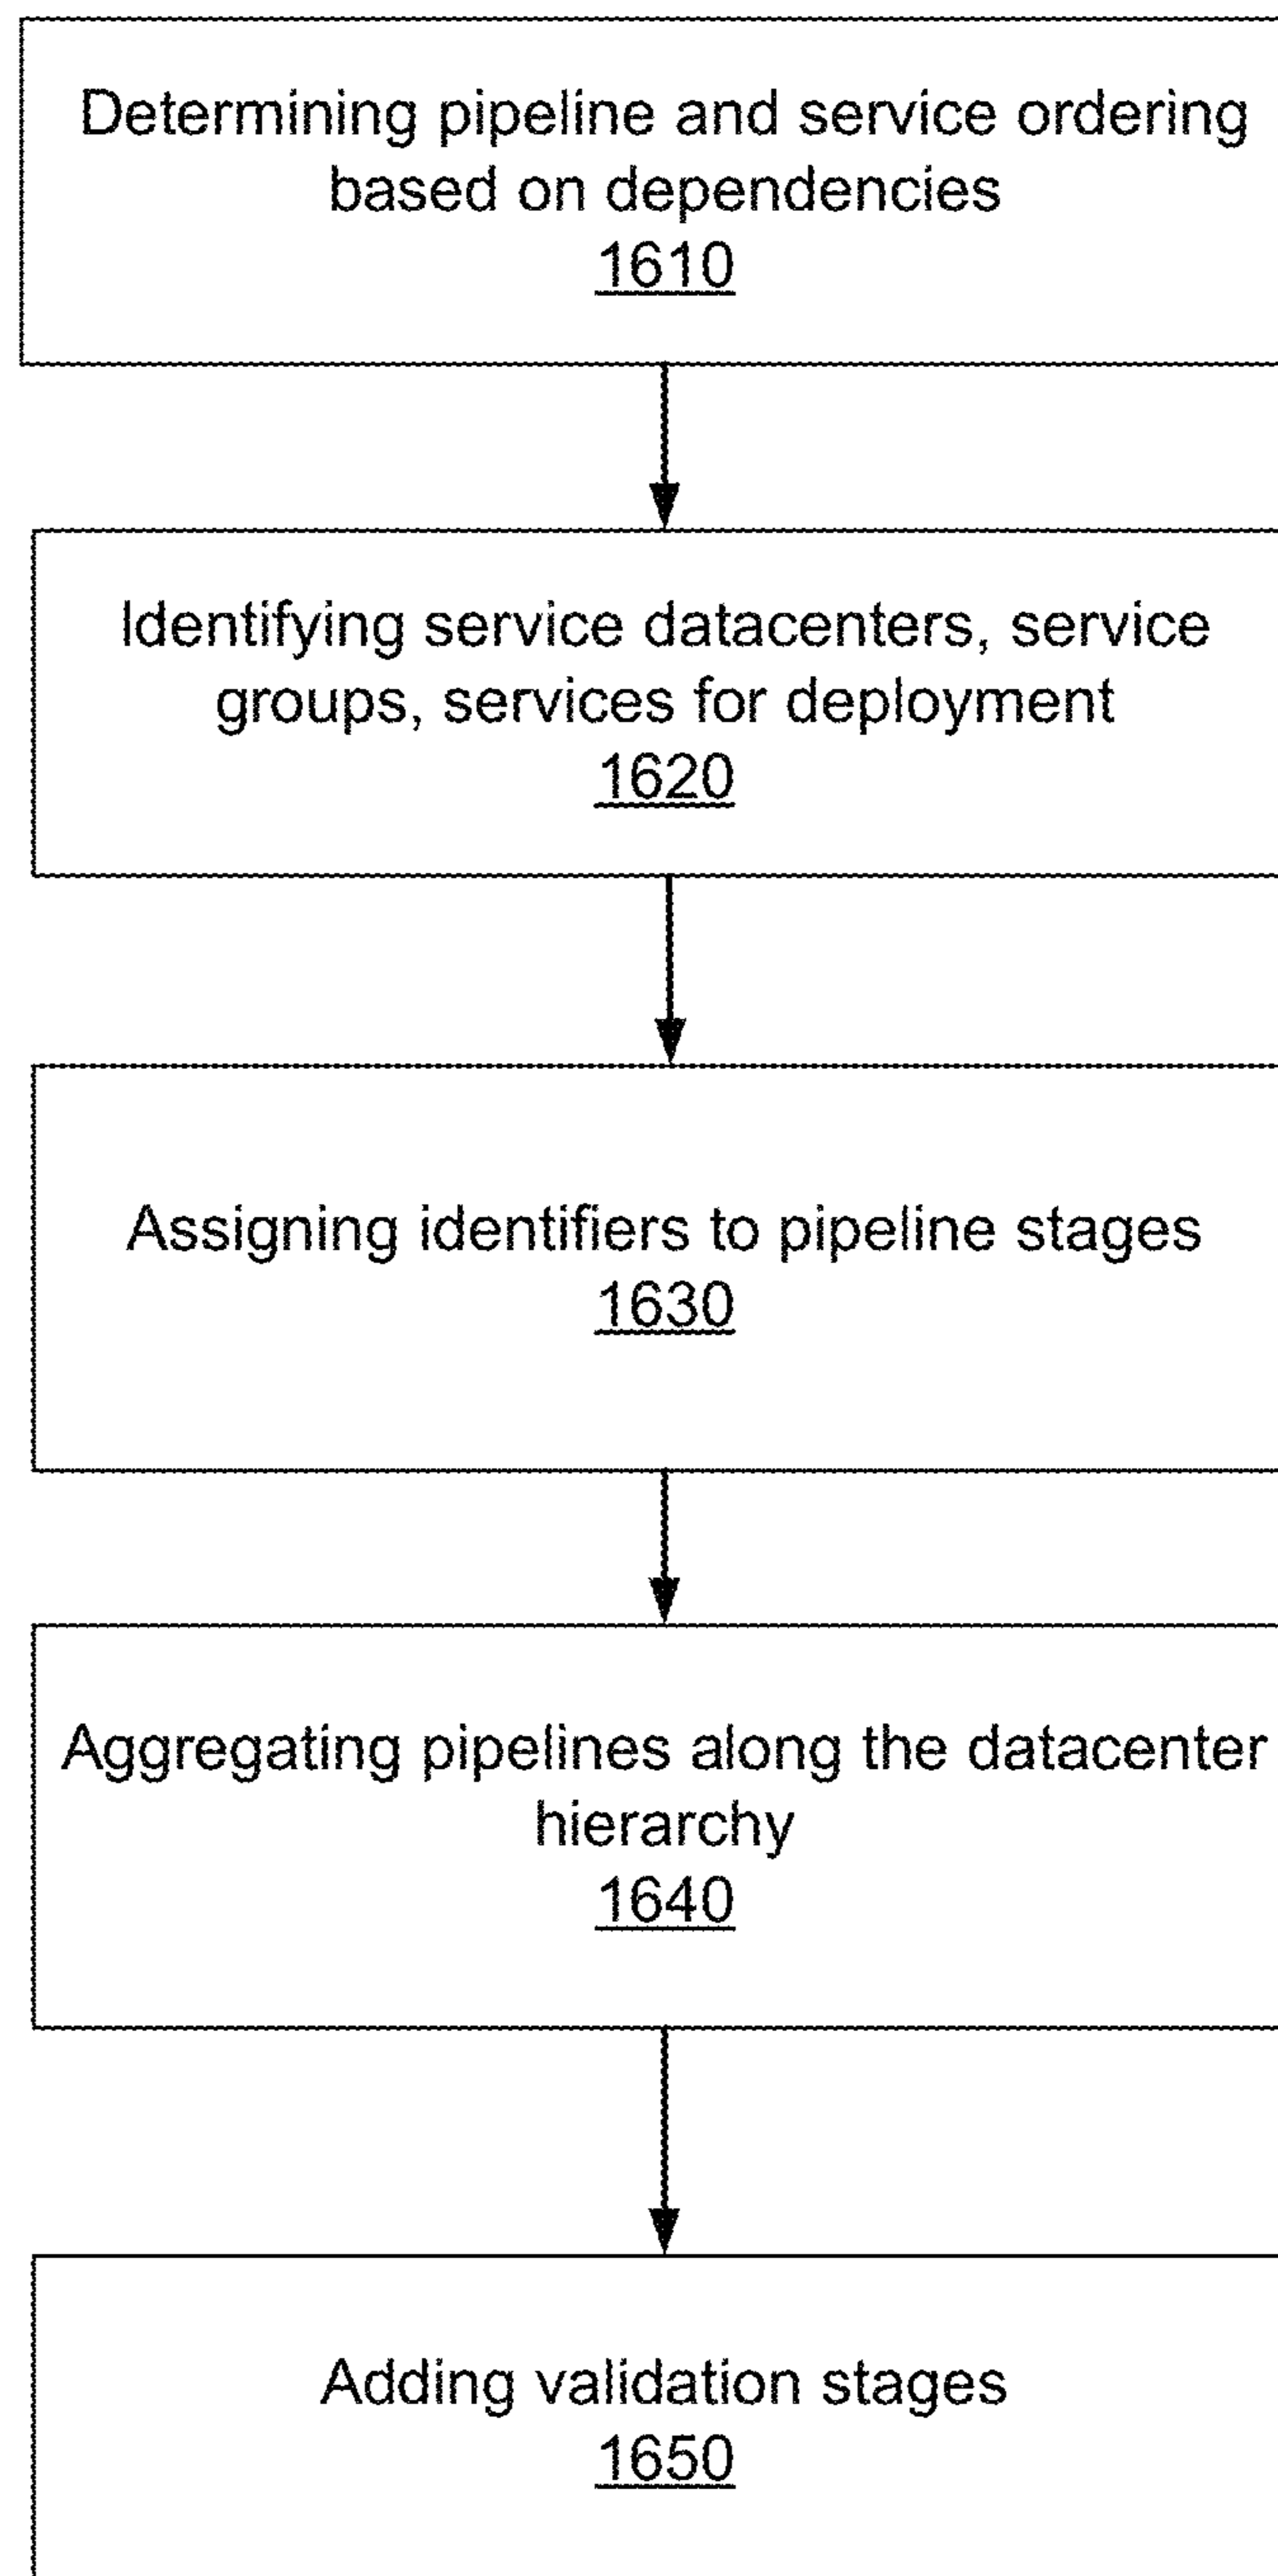 Determining pipeline and service ordering
based on dependencies
1610
Identifying service datacenters, service
groups, services for deployment
1620
Assigning identifiers to pipeline stages
1630
Aggregating pipelines along the datacenter
hierarchy
1640
Adding validation stages
1650